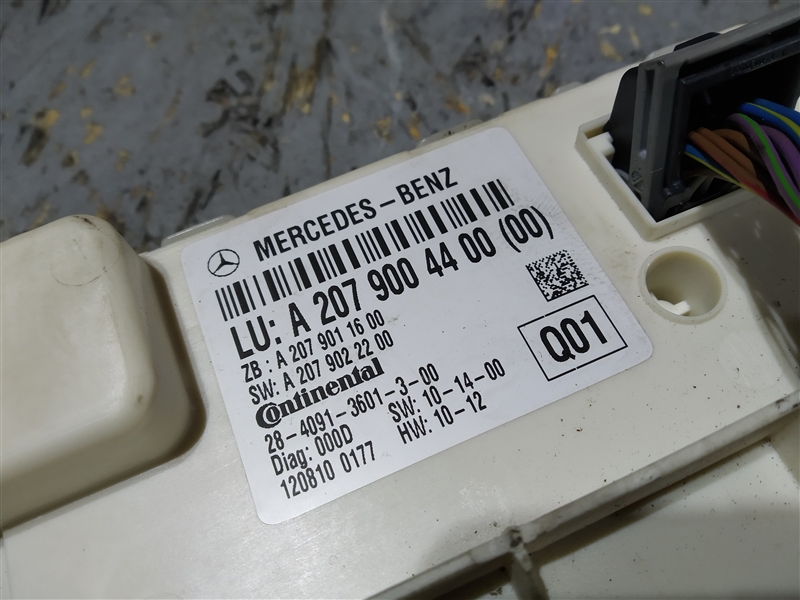 MERCEDES-BENZ
LU: A 207 900 44 00 (00)
ZB : A 207 901 16 00
SW: A 207 902 22 00
Continental
28-4091-3601-3-00
Diag: 000D SW: 10-14-00
120810 0177 HW: 10-12
Q01